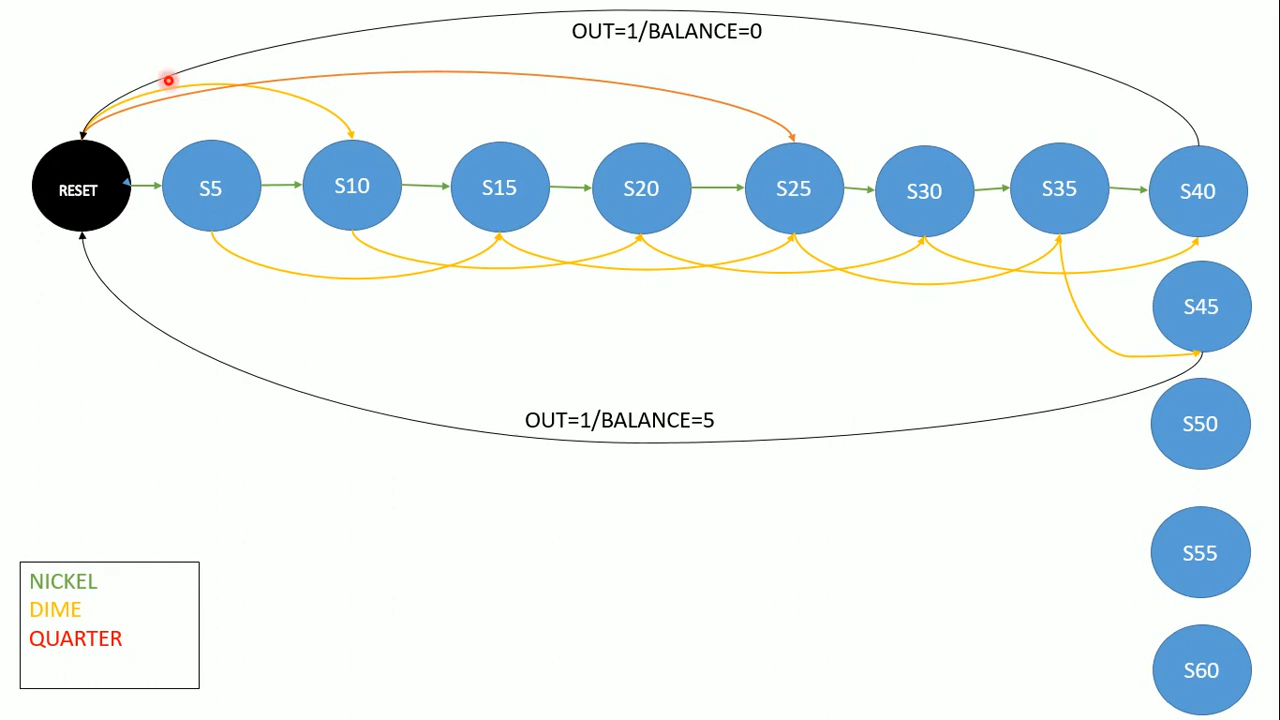 OUT=1/BALANCE=0
RESET
S5
S10
S15
S20
S25
S30
S35
S40
S45
OUT=1/BALANCE=5
S50
S55
S60
NICKEL
DIME
QUARTER